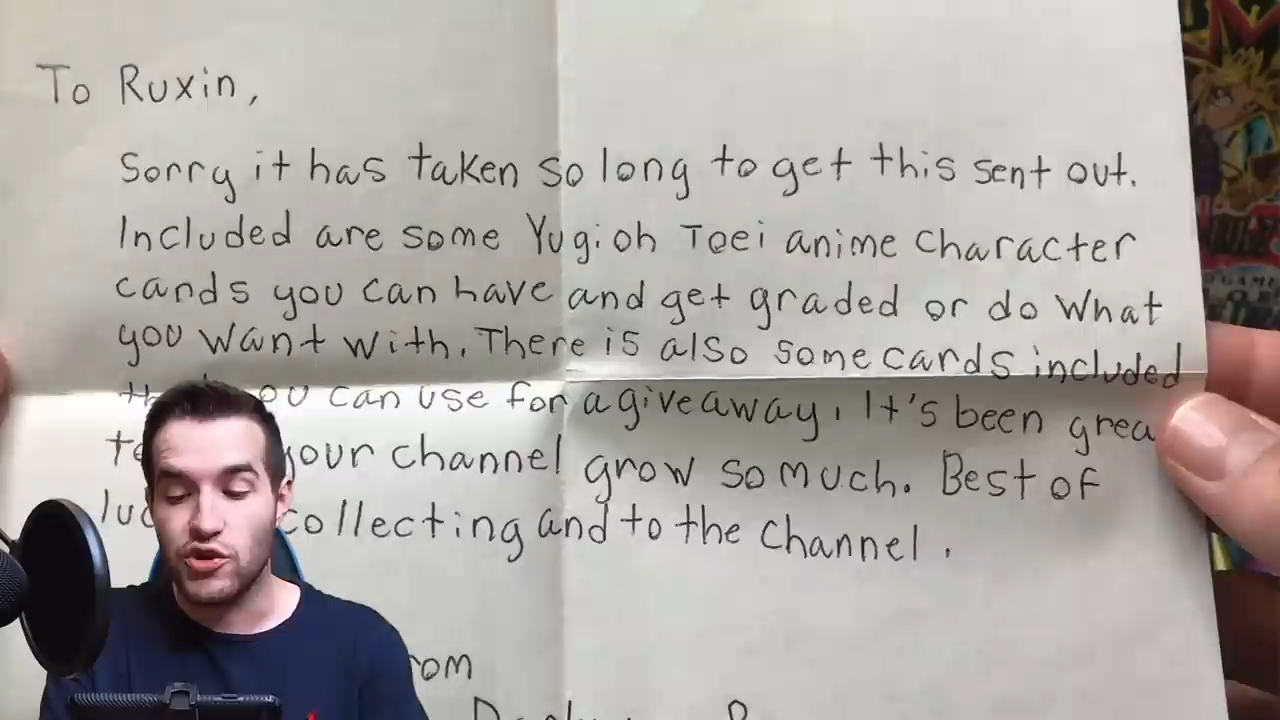 To Ruxin,
Sorry it has taken so long to get this sent out.
Included are some Yugioh Toei anime character
cards you can have and get graded or do what
you want with. There is also some cards included
you can use for a giveaway. It's been
your channel grow so much. Best of
collecting and to the channel.